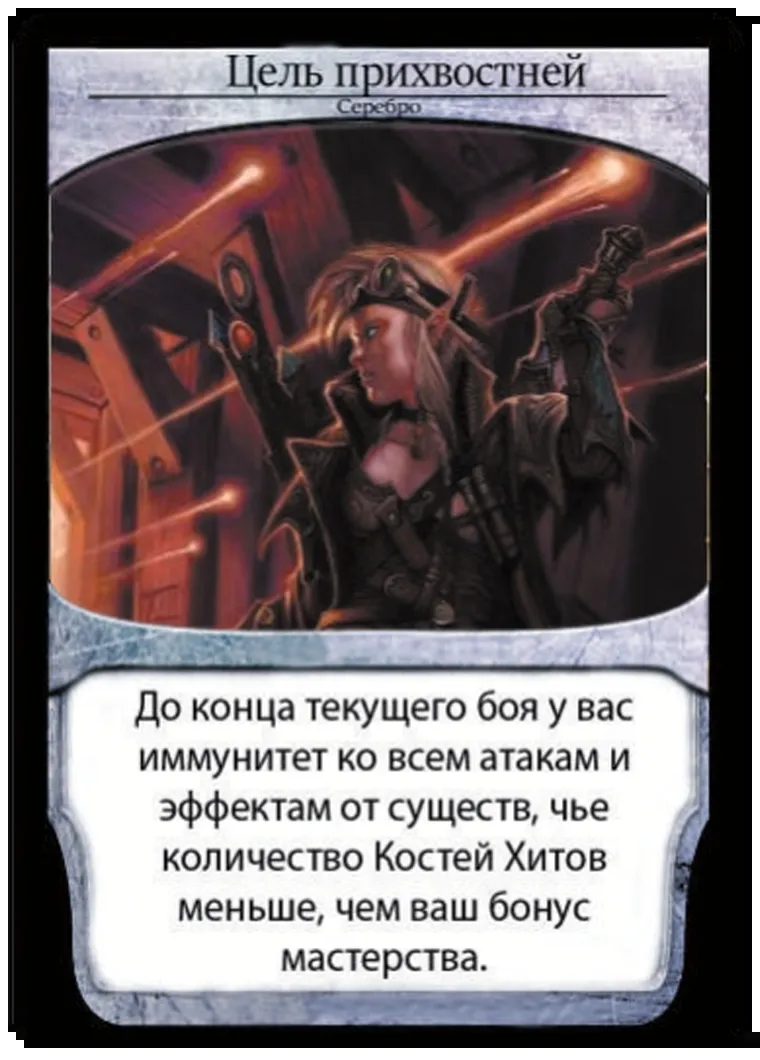 Цель прихвостней
Серебро
До конца текущего боя у вас
иммунитет ко всем атакам и
эффектам от существ, чье
количество Костей Хитов
меньше, чем ваш бонус
мастерства.